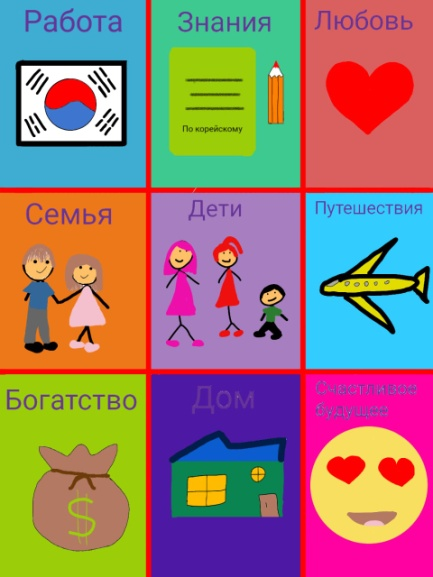 Работа
Знания
Любовь
По корейскому
Семья
Дети
Путешествия
Богатство
Дом
Счастливое
будущее
$